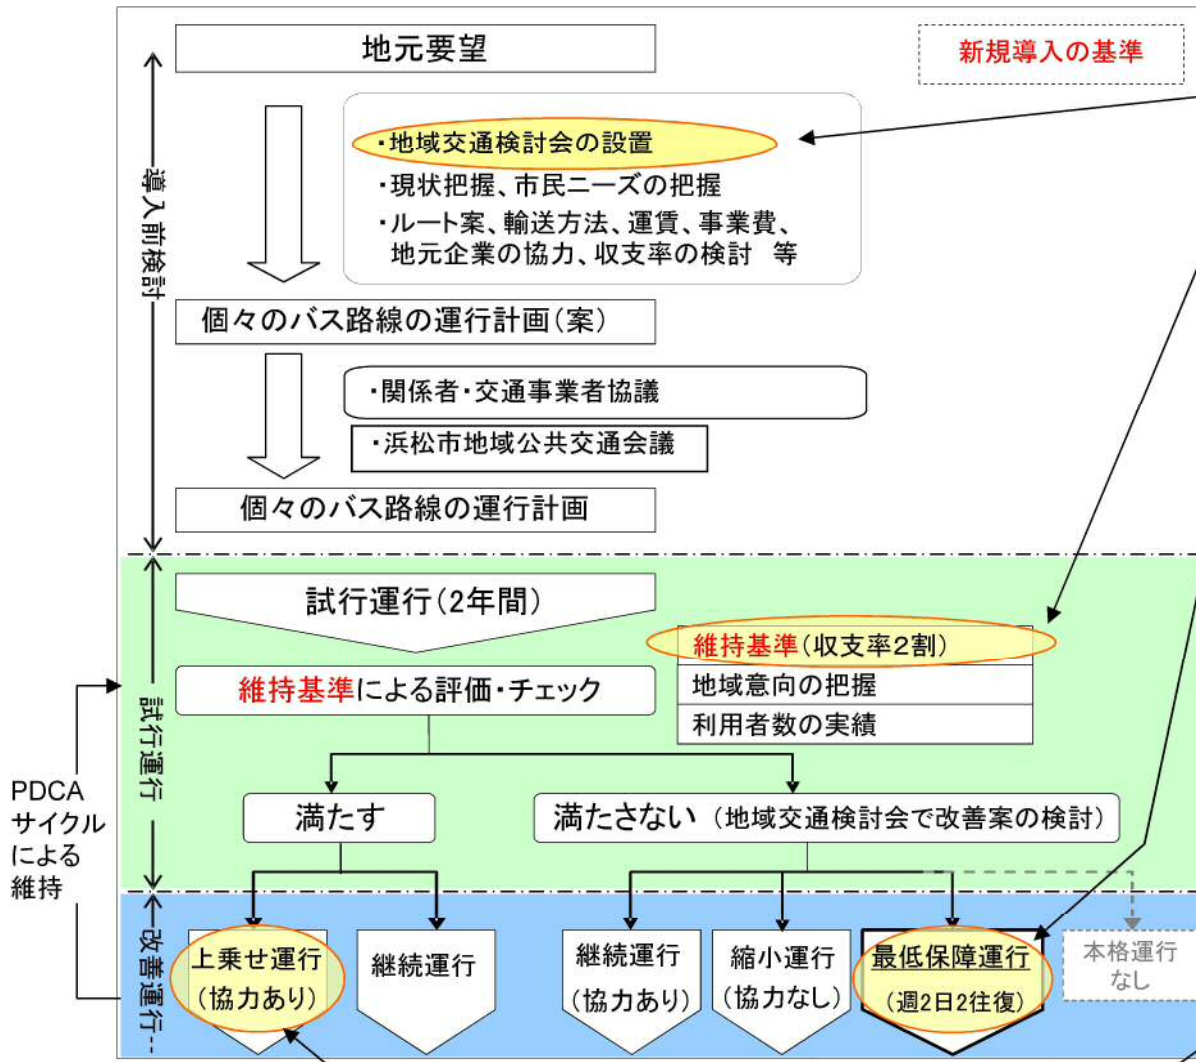 地元要望
新規導入の基準
・地域交通検討会の設置
・現状把握、市民ニーズの把握
・ルート案、輸送方法、運賃、事業費、
地元企業の協力、収支率の検討 等
導入前検討
個々のバス路線の運行計画(案)
・関係者・交通事業者協議
・浜松市地域公共交通会議
個々のバス路線の運行計画
試行運行(2年間)
維持基準(収支率2割)
維持基準による評価・チェック
地域意向の把握
利用者数の実績
試行運行
PDCA
サイクル
による
維持
満たす
満たさない (地域交通検討会で改善案の検討)
改善運行
上乗せ運行
(協力あり)
継続運行
継続運行
(協力あり)
縮小運行
(協力なし)
最低保障運行
(週2日2往復)
本格運行
なし